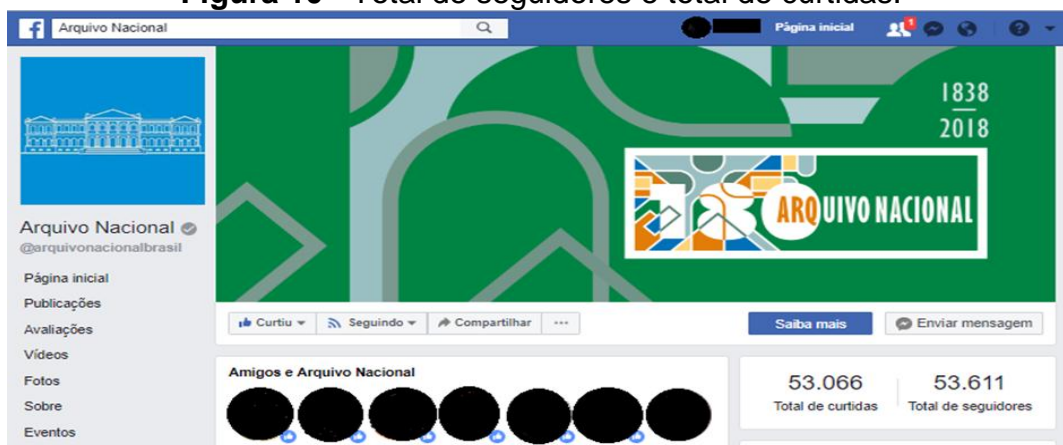 Figura 10 - Total de seguidores e total de curtidas.
Arquivo Nacional
Página inicial
1
1838
2018
18
ARQUIVO NACIONAL
Arquivo Nacional
@arquivonacionalbrasil
Página inicial
Publicações
Avaliações
Vídeos
Fotos
Sobre
Eventos
Curtiu
Seguindo
Compartilhar
Saiba mais
Enviar mensagem
Amigos e Arquivo Nacional
53.066
Total de curtidas
53.611
Total de seguidores